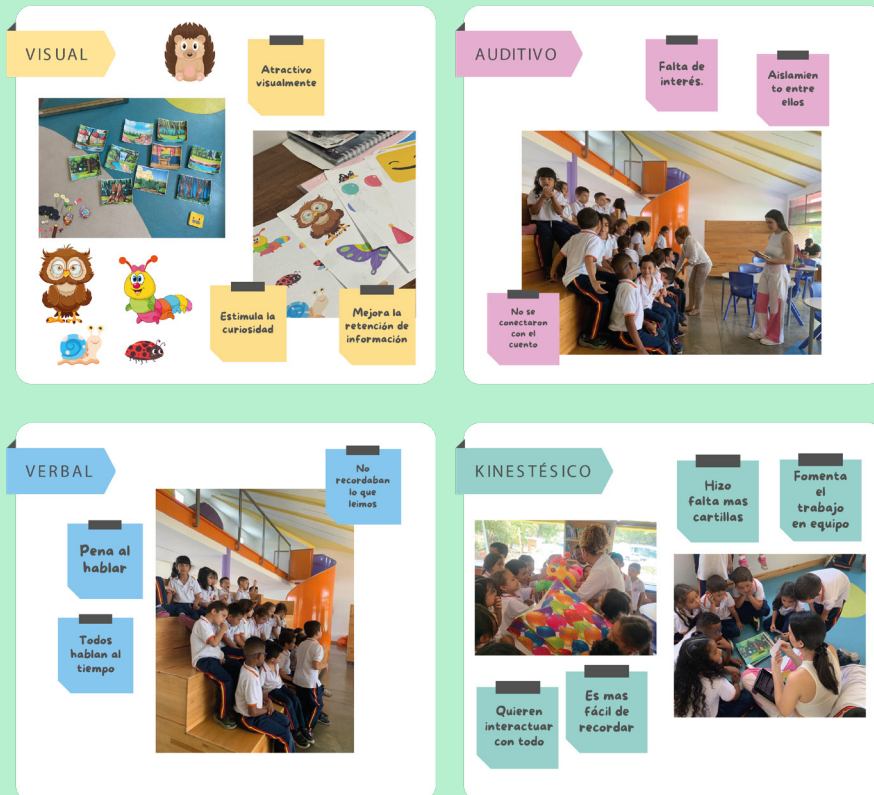 VISUAL
Atractivo
visualmente
Estimula la
curiosidad
Mejora la
retención de
información
AUDITIVO
Falta de
interés.
Aislamien
to entre
ellos
No se
conectaron
con el
cuento
VERBAL
No
recordaban
lo que
leimos
Pena al
hablar
Todos
hablan al
tiempo
KINESTÉSICO
Hizo
falta mas
cartillas
Fomenta
el
trabajo
en equipo
Quieren
interactuar
con todo
Es mas
fácil de
recordar